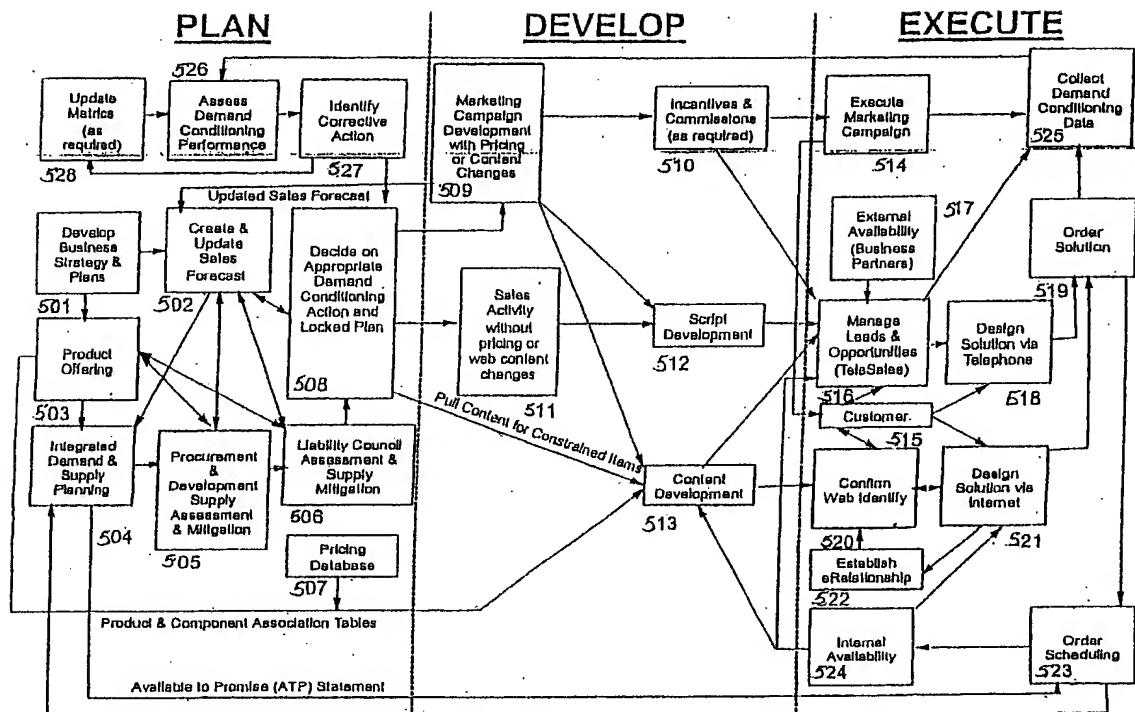 PLAN
DEVELOP
EXECUTE
526
Update
Metrics
(as
required)
528
Assess
Demand
Conditioning
Performance
Identify
Corrective
Action
527
Marketing
Campaign
Development
with Pricing
or Content
Changes
509
Incentives &
Commissions
(as required)
510
Execute
Marketing
Campaign
514
Collect
Demand
Conditioning
Data
525
Updated Sales Forecast
Develop
Business
Strategy &
Plans
501
Create &
Update
Sales
Forecast
502
Decide on
Appropriate
Demand
Conditioning
Action and
Locked Plan
508
Sales
Activity
without
pricing or
web content
changes
511
Script
Development
512
External
Availability
(Business
Partners)
517
Order
Solution
519
Manage
Leads &
Opportunities
(TeleSales)
516
Design
Solution via
Telephone
518
Product
Offering
503
Customer.
515
Pull Content for Constrained Items
Integrated
Demand &
Supply
Planning
504
Procurement
&
Development
Supply
Assessment
& Mitigation
505
Liability Council
Assessment &
Supply
Mitigation
506
Content
Development
513
Confirm
Web Identify
520
Design
Solution via
Internet
521
Pricing
Database
507
Establish
eRelationship
522
Product & Component Association Tables
Internal
Availability
524
Order
Scheduling
523
Available to Promise (ATP) Statement